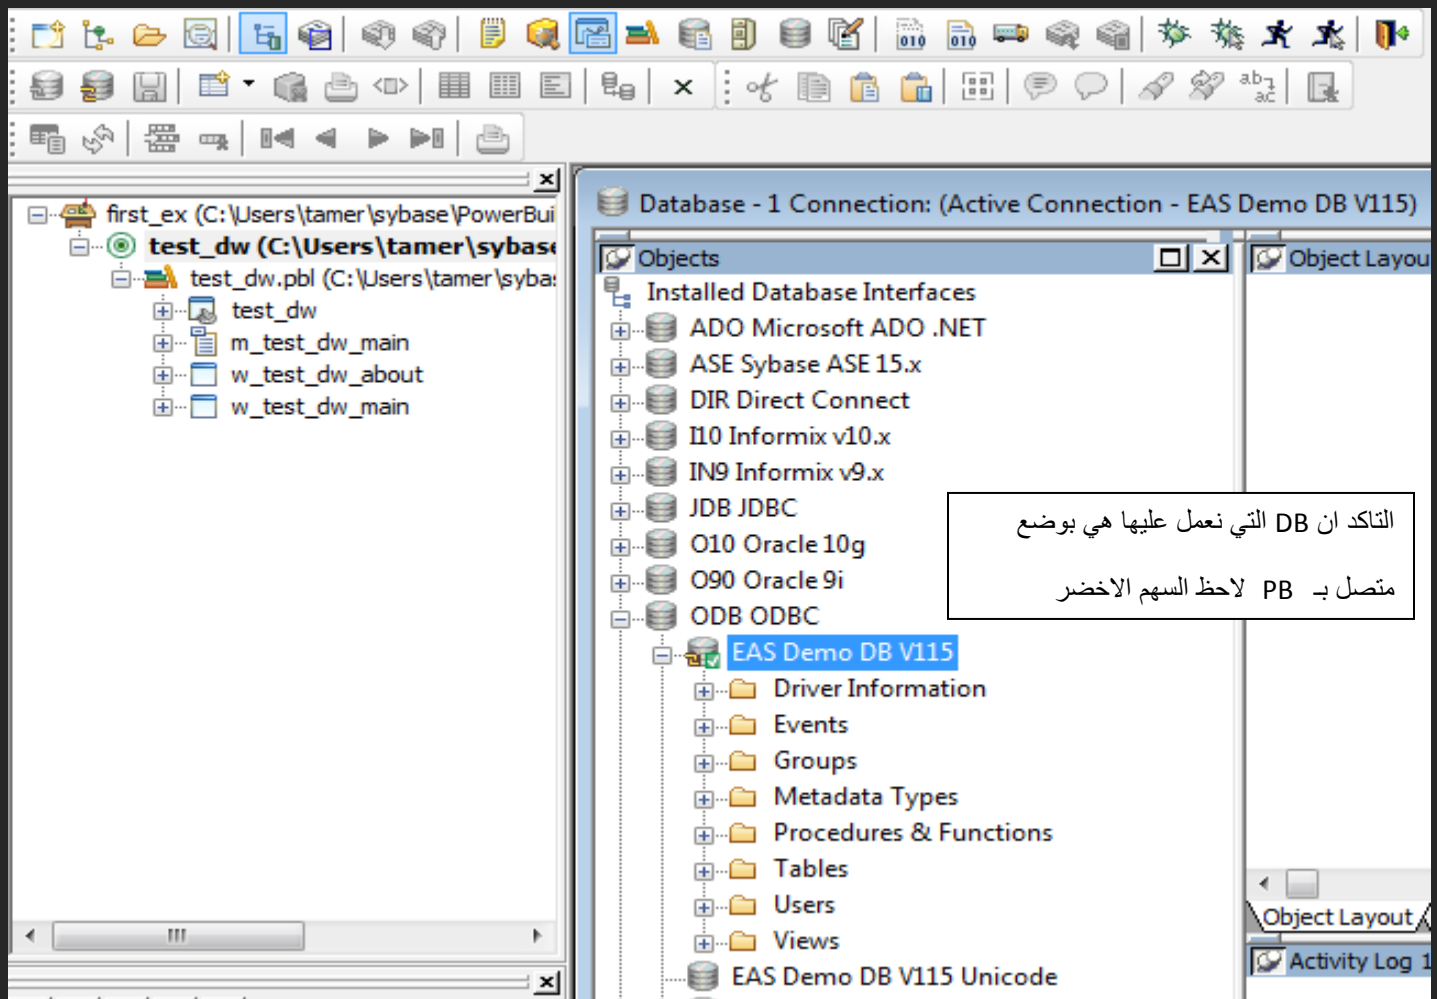 first_ex (C:\Users\tamer\sybase\PowerBui
test_dw (C:\Users\tamer\sybase
test_dw.pbl (C:\Users\tamer\syba
test_dw
m_test_dw_main
w_test_dw_about
w_test_dw_main
Database - 1 Connection: (Active Connection - EAS Demo DB V115)
Objects
Installed Database Interfaces
ADO Microsoft ADO .NET
ASE Sybase ASE 15.x
DIR Direct Connect
I10 Informix v10.x
IN9 Informix v9.x
JDB JDBC
O10 Oracle 10g
O90 Oracle 9i
ODB ODBC
EAS Demo DB V115
Driver Information
Events
Groups
Metadata Types
Procedures & Functions
Tables
Users
Views
EAS Demo DB V115 Unicode
Object Layou
التاكد ان DB التي نعمل عليها هي بوضع
متصل بـ PB لاحظ السهم الاخضر
Object Layout
Activity Log 1